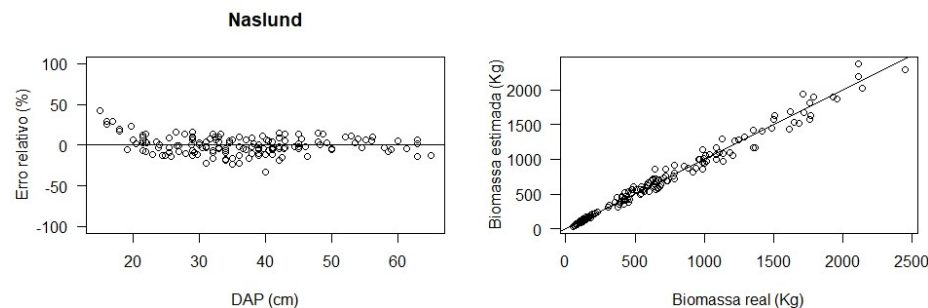 Naslund
Erro relativo (%)
100
50
0
-50
-100
20 30 40 50 60
DAP (cm)
Biomassa estimada (Kg)
2000
1500
1000
500
0
0 500 1000 1500 2000 2500
Biomassa real (Kg)